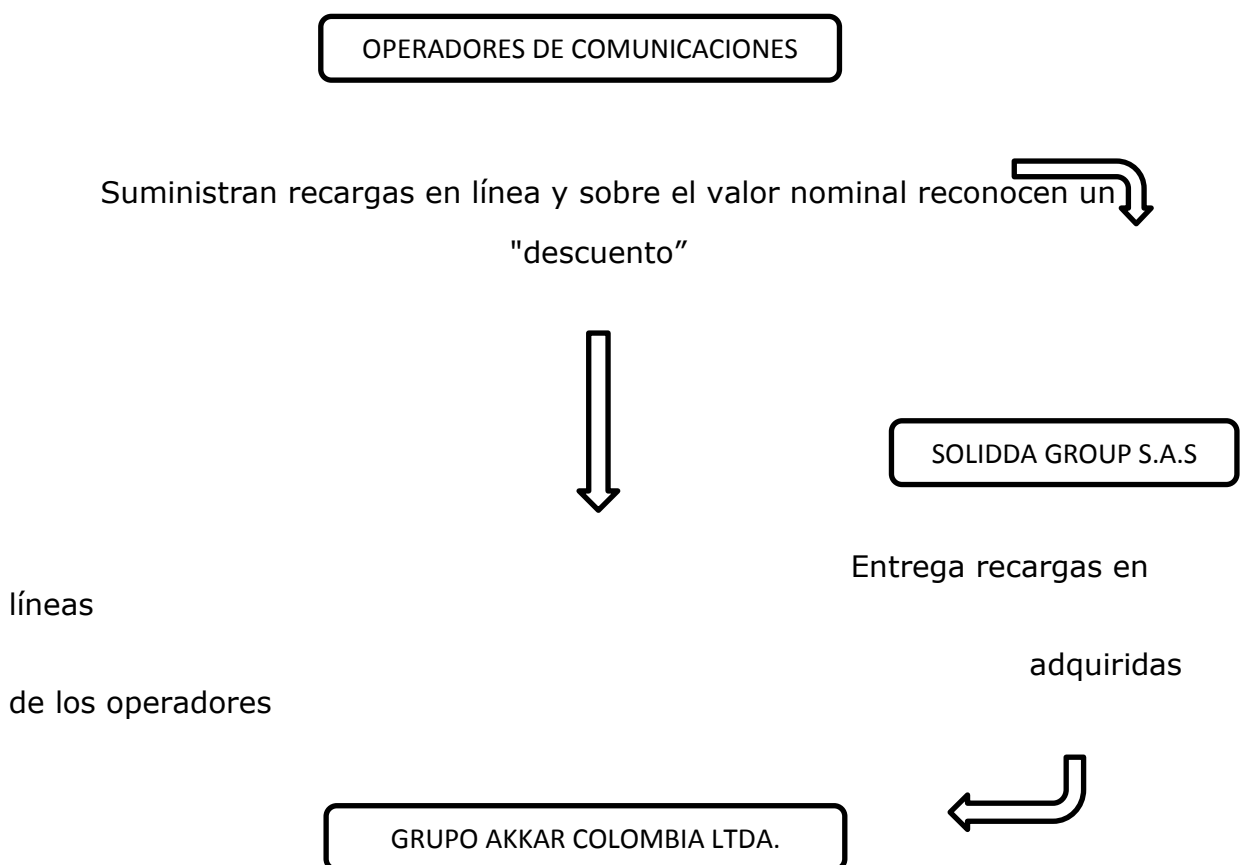 OPERADORES DE COMUNICACIONES
Suministran recargas en línea y sobre el valor nominal reconocen un
"descuento”
SOLIDDA GROUP S.A.S
Entrega recargas en
líneas
adquiridas
de los operadores
GRUPO AKKAR COLOMBIA LTDA.